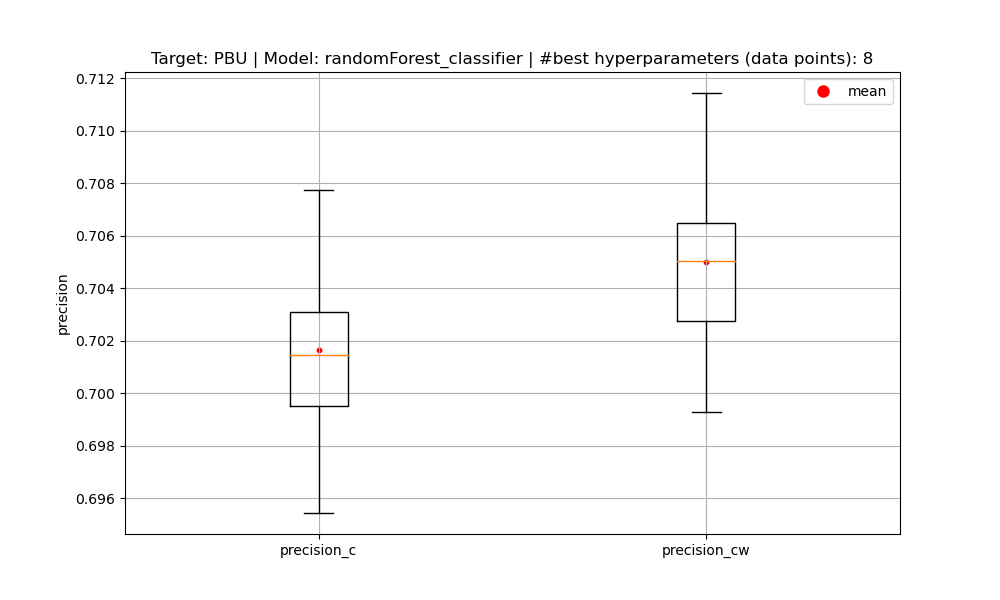 Target: PBU | Model: randomForest_classifier | #best hyperparameters (data points): 8
0.712
mean
0.710
0.708
0.706
0.704
precision
0.702
0.700
0.698
0.696
precision_c
precision_cw